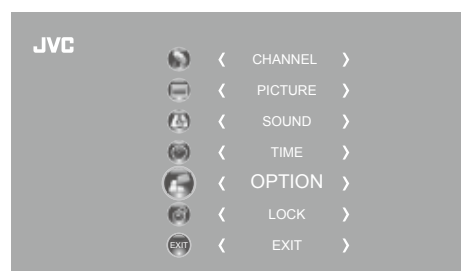 JVC
CHANNEL
PICTURE
SOUND
TIME
OPTION
LOCK
EXIT EXIT